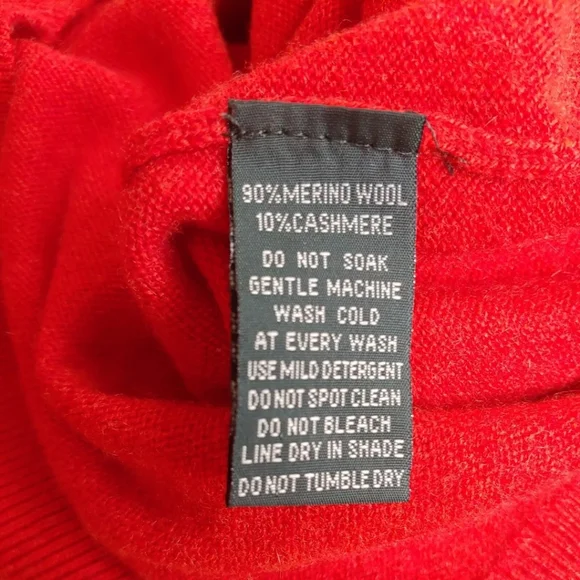 90%MERINO WOOL
10%CASHMERE
DO NOT SOAK
GENTLE MACHINE
WASH COLD
AT EVERY WASH
USE MILD DETERGENT
DO NOT SPOT CLEAN
DO NOT BLEACH
LINE DRY IN SHADE
DO NOT TUMBLE DRY